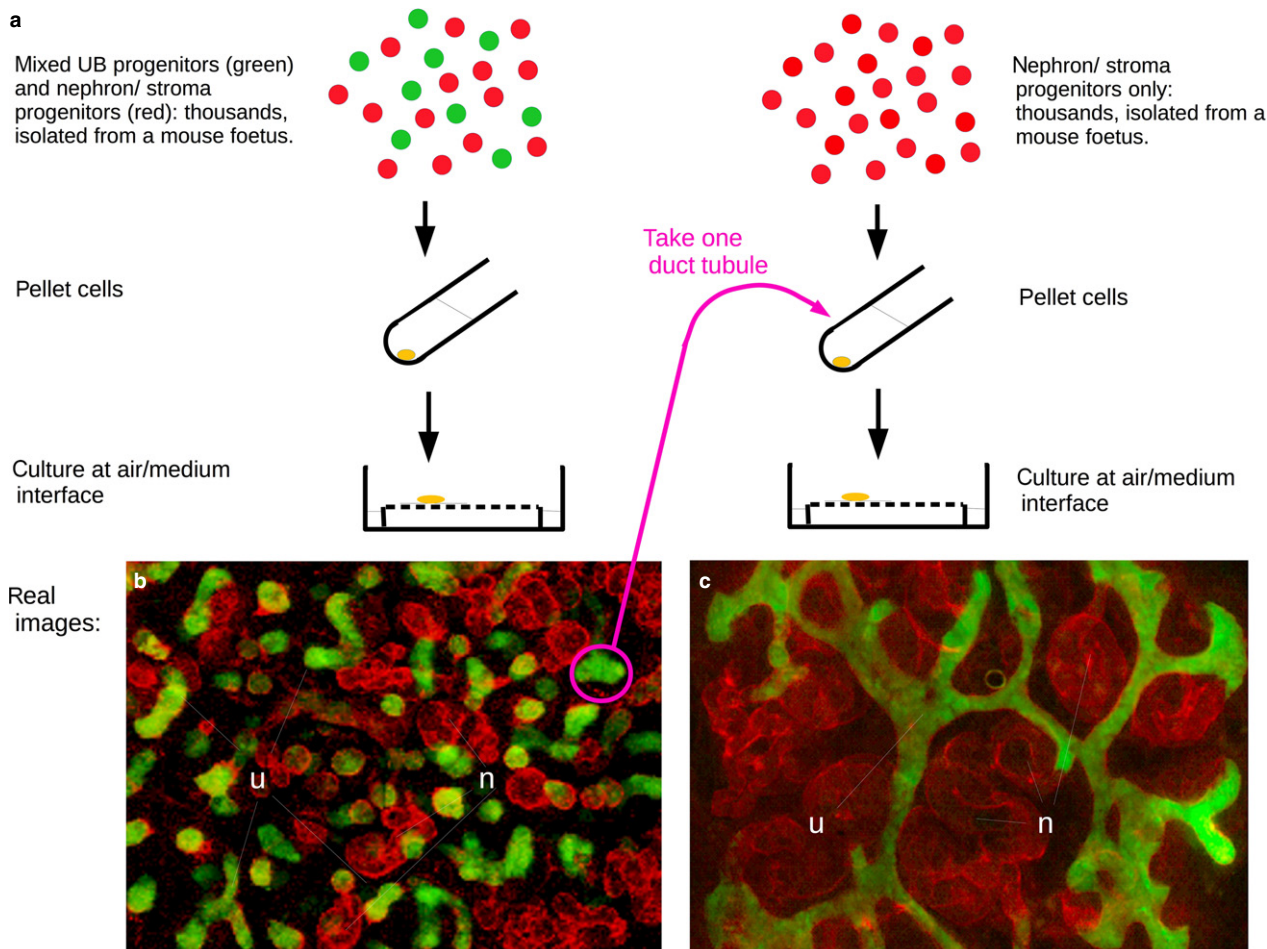 a
Mixed UB progenitors (green)
and nephron/ stroma
progenitors (red): thousands,
isolated from a mouse foetus.
Nephron/ stroma
progenitors only:
thousands, isolated from a
mouse foetus.
Take one
duct tubule
Pellet cells
Pellet cells
Culture at air/medium
interface
Culture at air/medium
interface
Real
images:
b
u
n
c
u
n